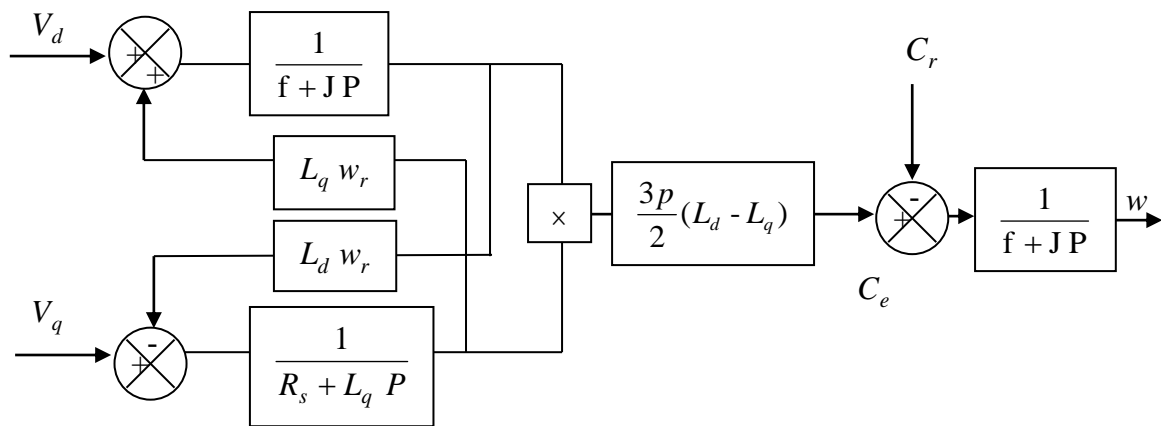 V_d
+
+
1
f + J P
L_q w_r
L_d w_r
V_q
-
+
1
R_s + L_q P
×
3p
2
(L_d - L_q)
C_r
-
+
C_e
1
f + J P
w